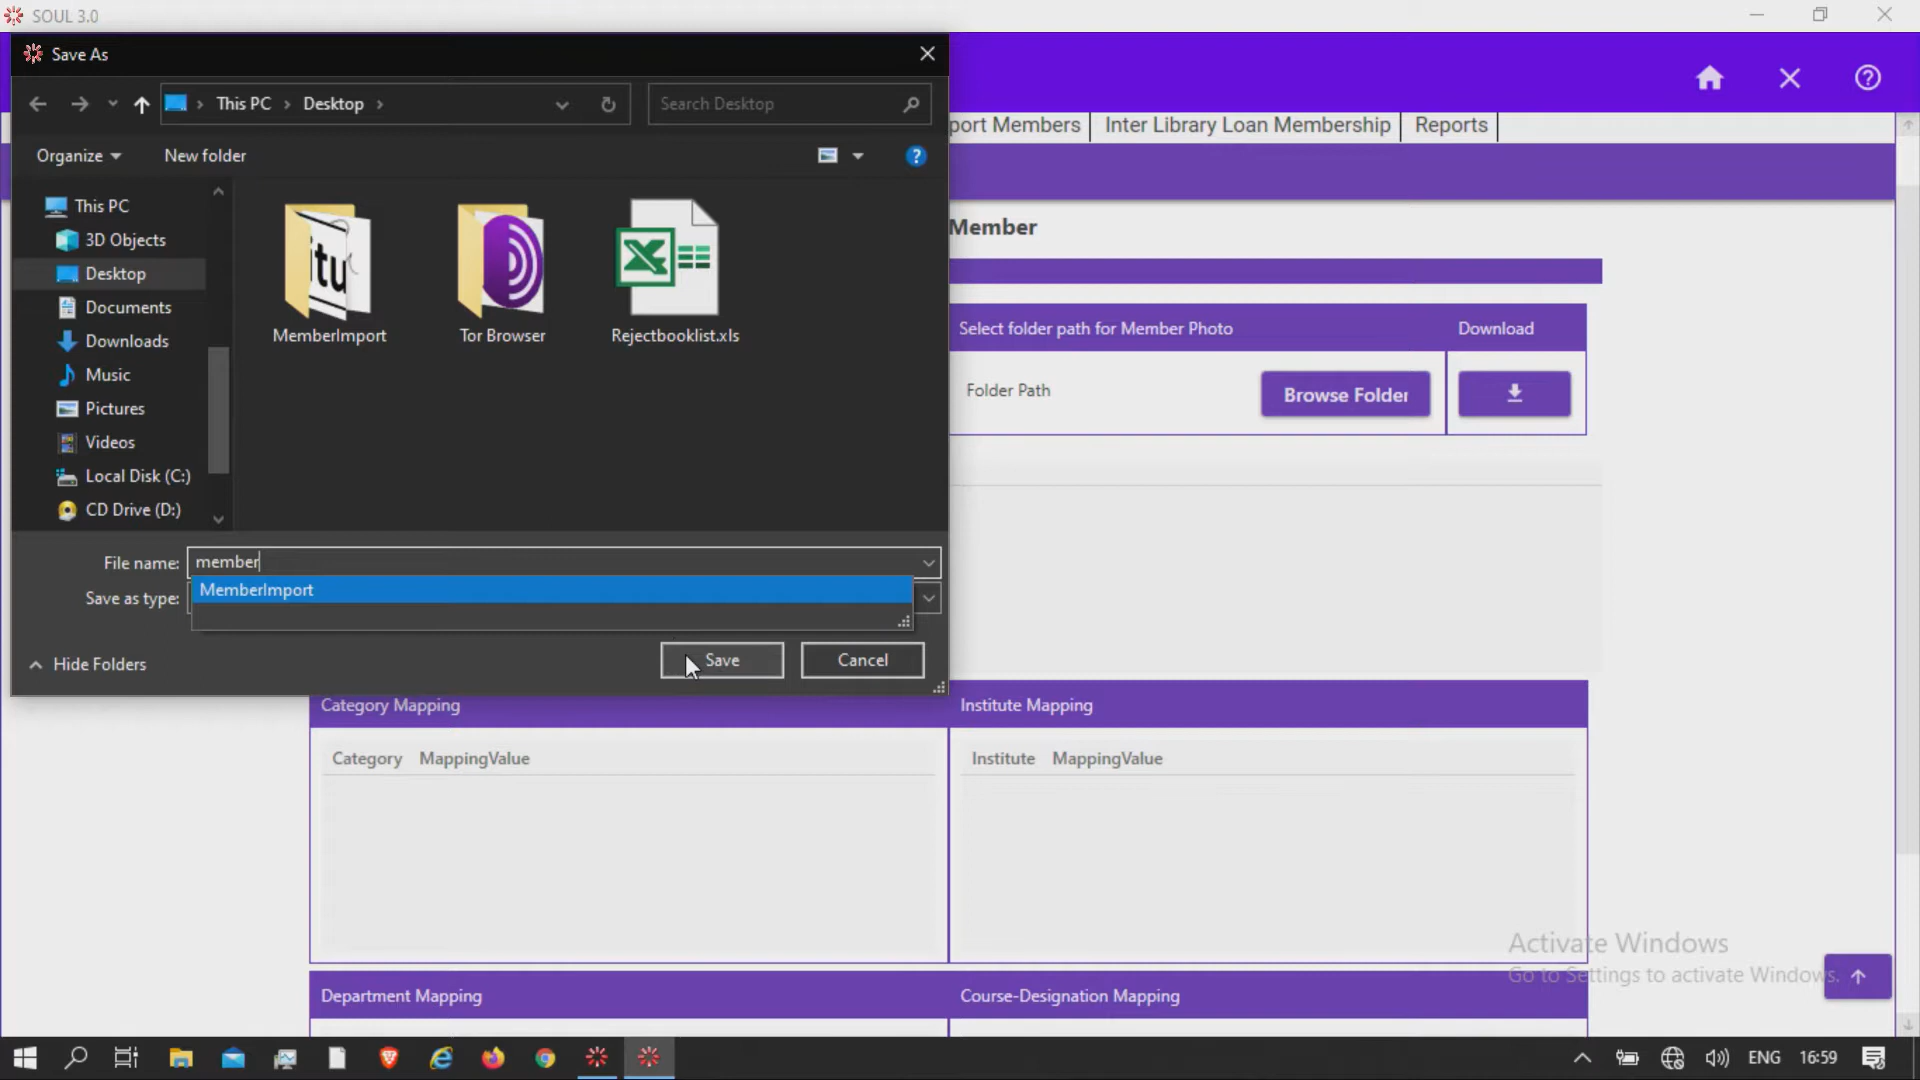 SOUL 3.0
Save As
This PC > Desktop >
Search Desktop
Organize
New folder
This PC
3D Objects
Desktop
Documents
Downloads
Music
Pictures
Videos
Local Disk (C:)
CD Drive (D:)
itu
MemberImport
Tor Browser
Rejectbooklist.xls
File name: member
MemberImport
Save as type:
Hide Folders
Save
Cancel
port Members
Inter Library Loan Membership
Reports
Member
Select folder path for Member Photo
Download
Folder Path
Browse Folder
Category Mapping
Institute Mapping
Category MappingValue
Institute MappingValue
Department Mapping
Course-Designation Mapping
Activate Windows
Go to Settings to activate Windows.
ENG
16:59